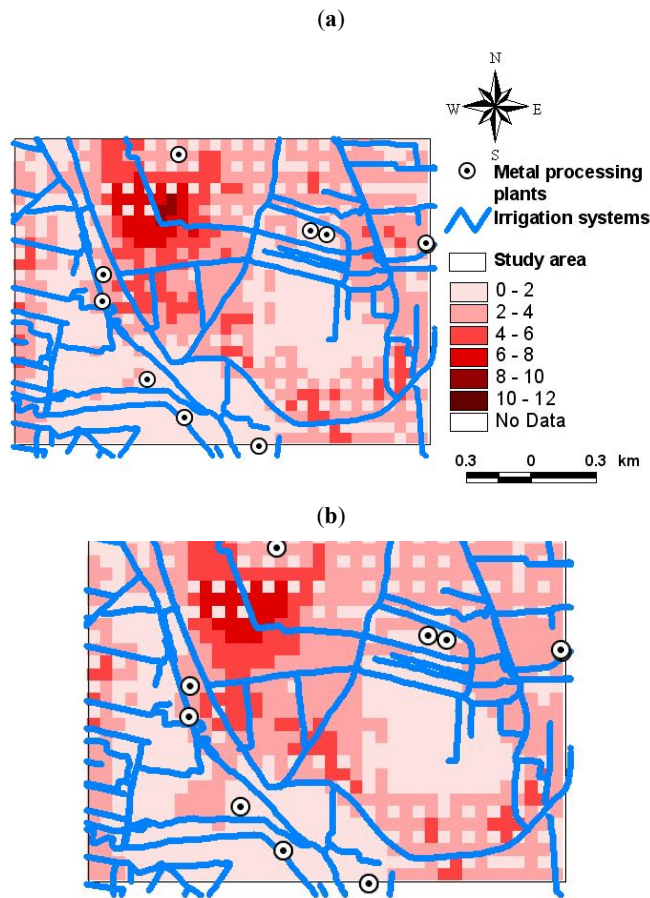 (a)
N
W E
S
Metal processing
plants
Irrigation systems
Study area
0 - 2
2 - 4
4 - 6
6 - 8
8 - 10
10 - 12
No Data
0.3 0 0.3 km
(b)